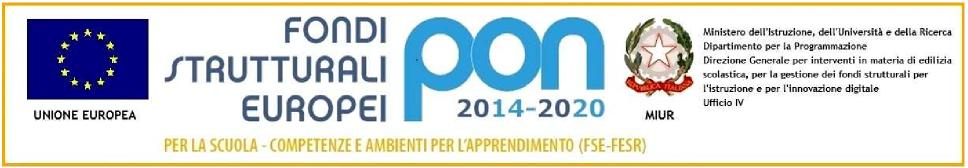 UNIONE EUROPEA
FONDI
STRUTTURALI
EUROPEI
pon
2014-2020
REPVBBLICA ITALIANA
MIUR
Ministero dell'Istruzione, dell'Università e della Ricerca
Dipartimento per la Programmazione
Direzione Generale per interventi in materia di edilizia
scolastica, per la gestione dei fondi strutturali per
l'istruzione e per l'innovazione digitale
Ufficio IV
PER LA SCUOLA - COMPETENZE E AMBIENTI PER L'APPRENDIMENTO (FSE-FESR)